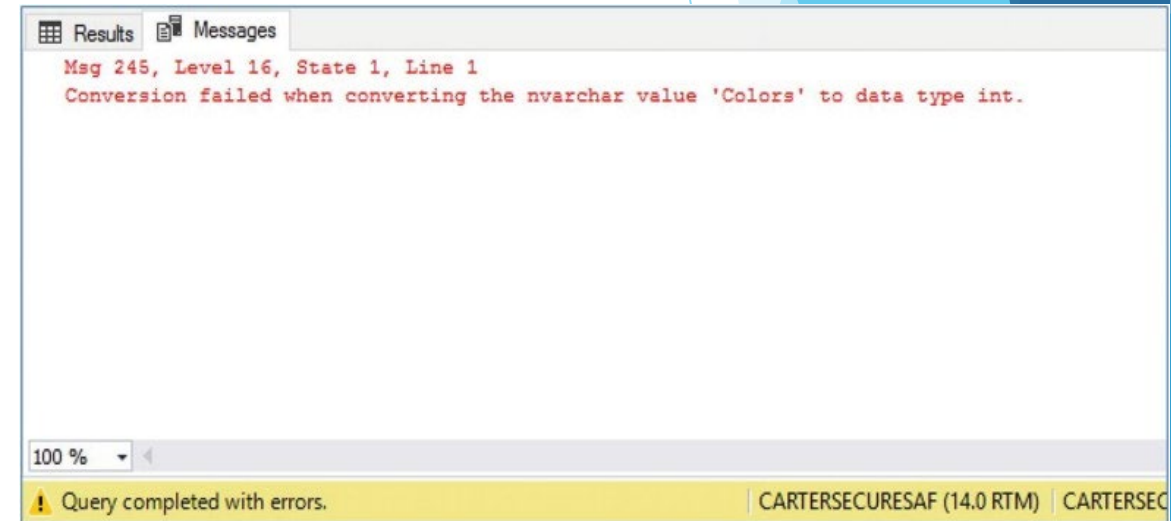 Results Messages
Msg 245, Level 16, State 1, Line 1
Conversion failed when converting the nvarchar value 'Colors' to data type int.
100 %
Query completed with errors. CARTERSECURESAF (14.0 RTM) CARTERSEC